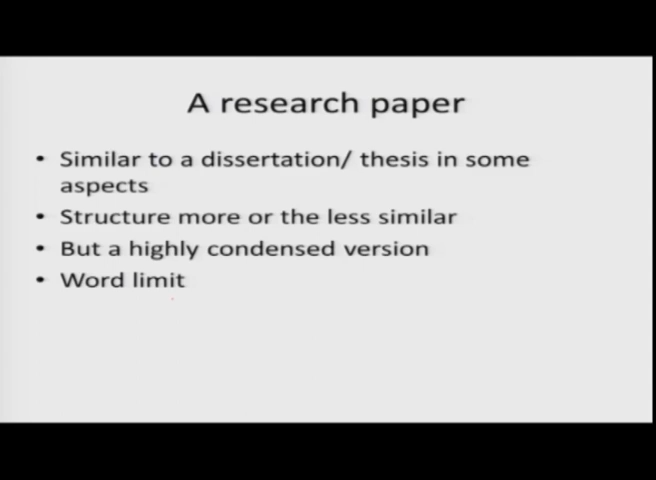 A research paper
• Similar to a dissertation/ thesis in some
aspects
• Structure more or the less similar
• But a highly condensed version
• Word limit